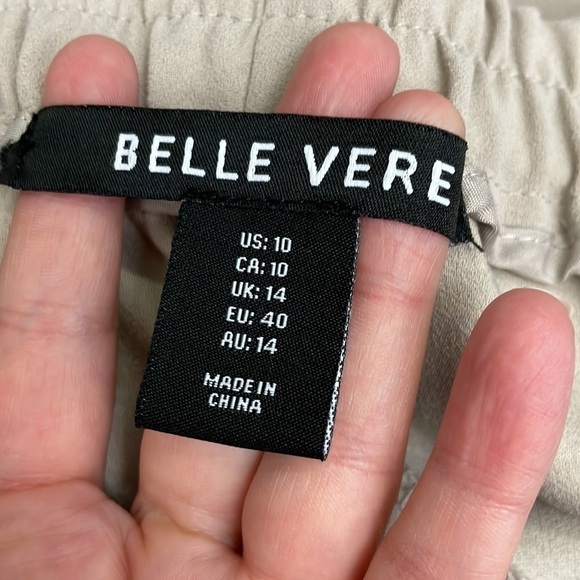 BELLE VERE
US: 10
CA: 10
UK: 14
EU: 40
AU: 14
MADE IN
CHINA